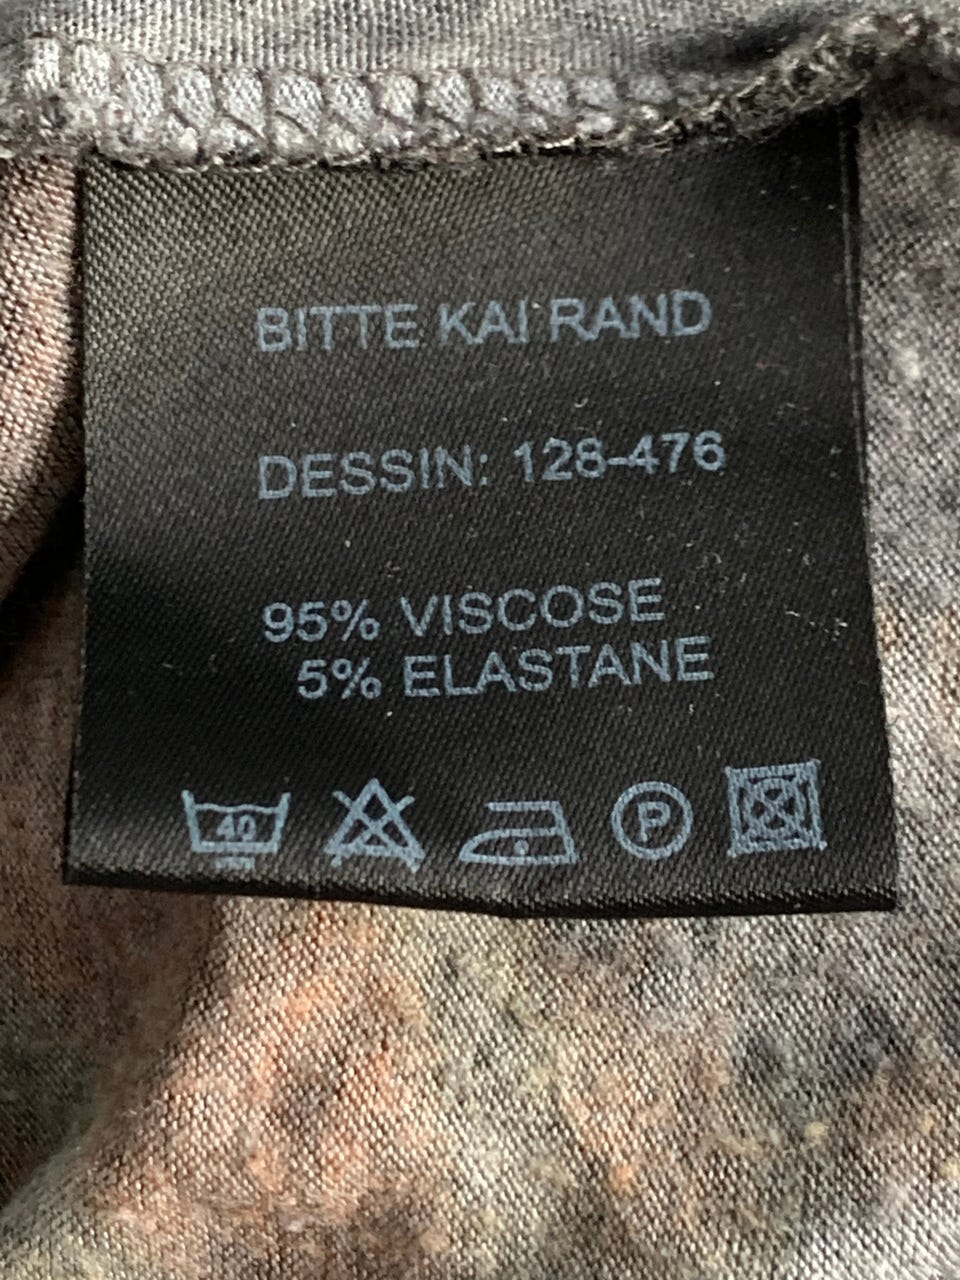 BITTE KAI RAND
DESSIN: 128-476
95% VISCOSE
5% ELASTANE
40 P